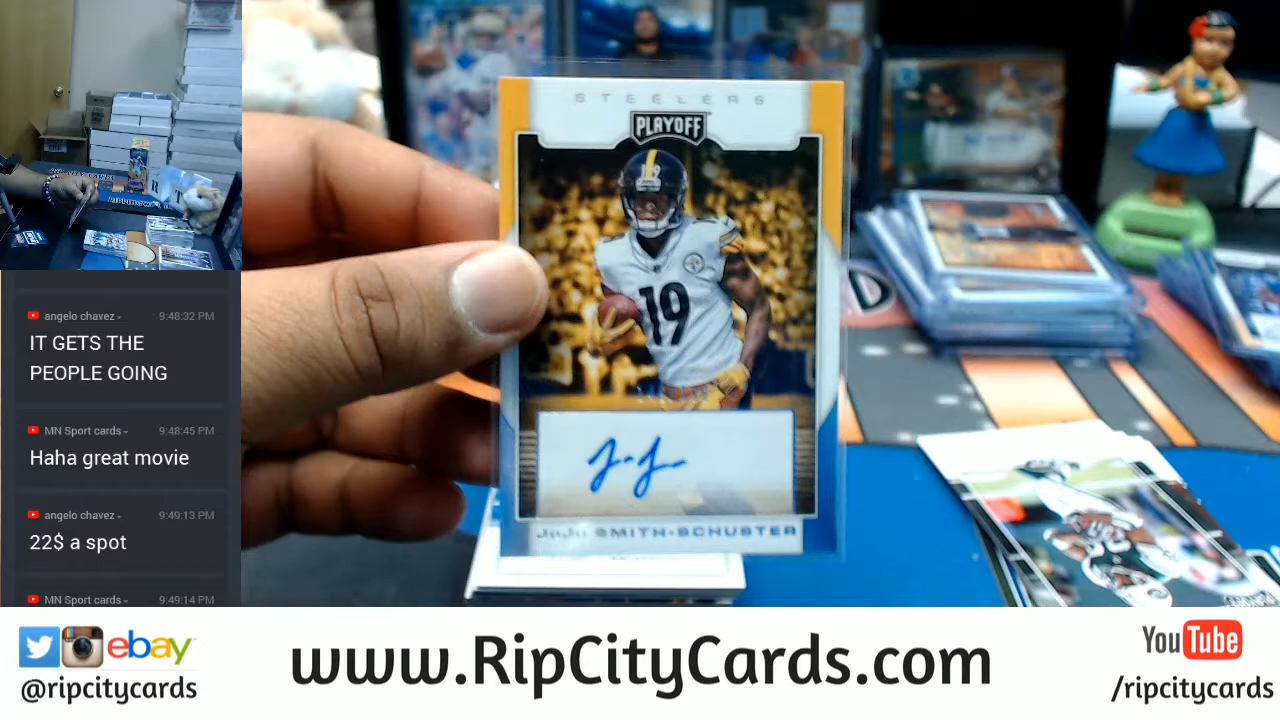 STEELERS
PLAYOFF
19
JuJu
JuJu SMITH-SCHUSTER
angelo chavez
9:48:32 PM
IT GETS THE
PEOPLE GOING
MN Sport cards
9:48:45 PM
Haha great movie
angelo chavez
9:49:13 PM
22$ a spot
MN Sport cards
9:49:14 PM
ebay
@ripcitycards
www.RipCityCards.com
YouTube
/ripcitycards